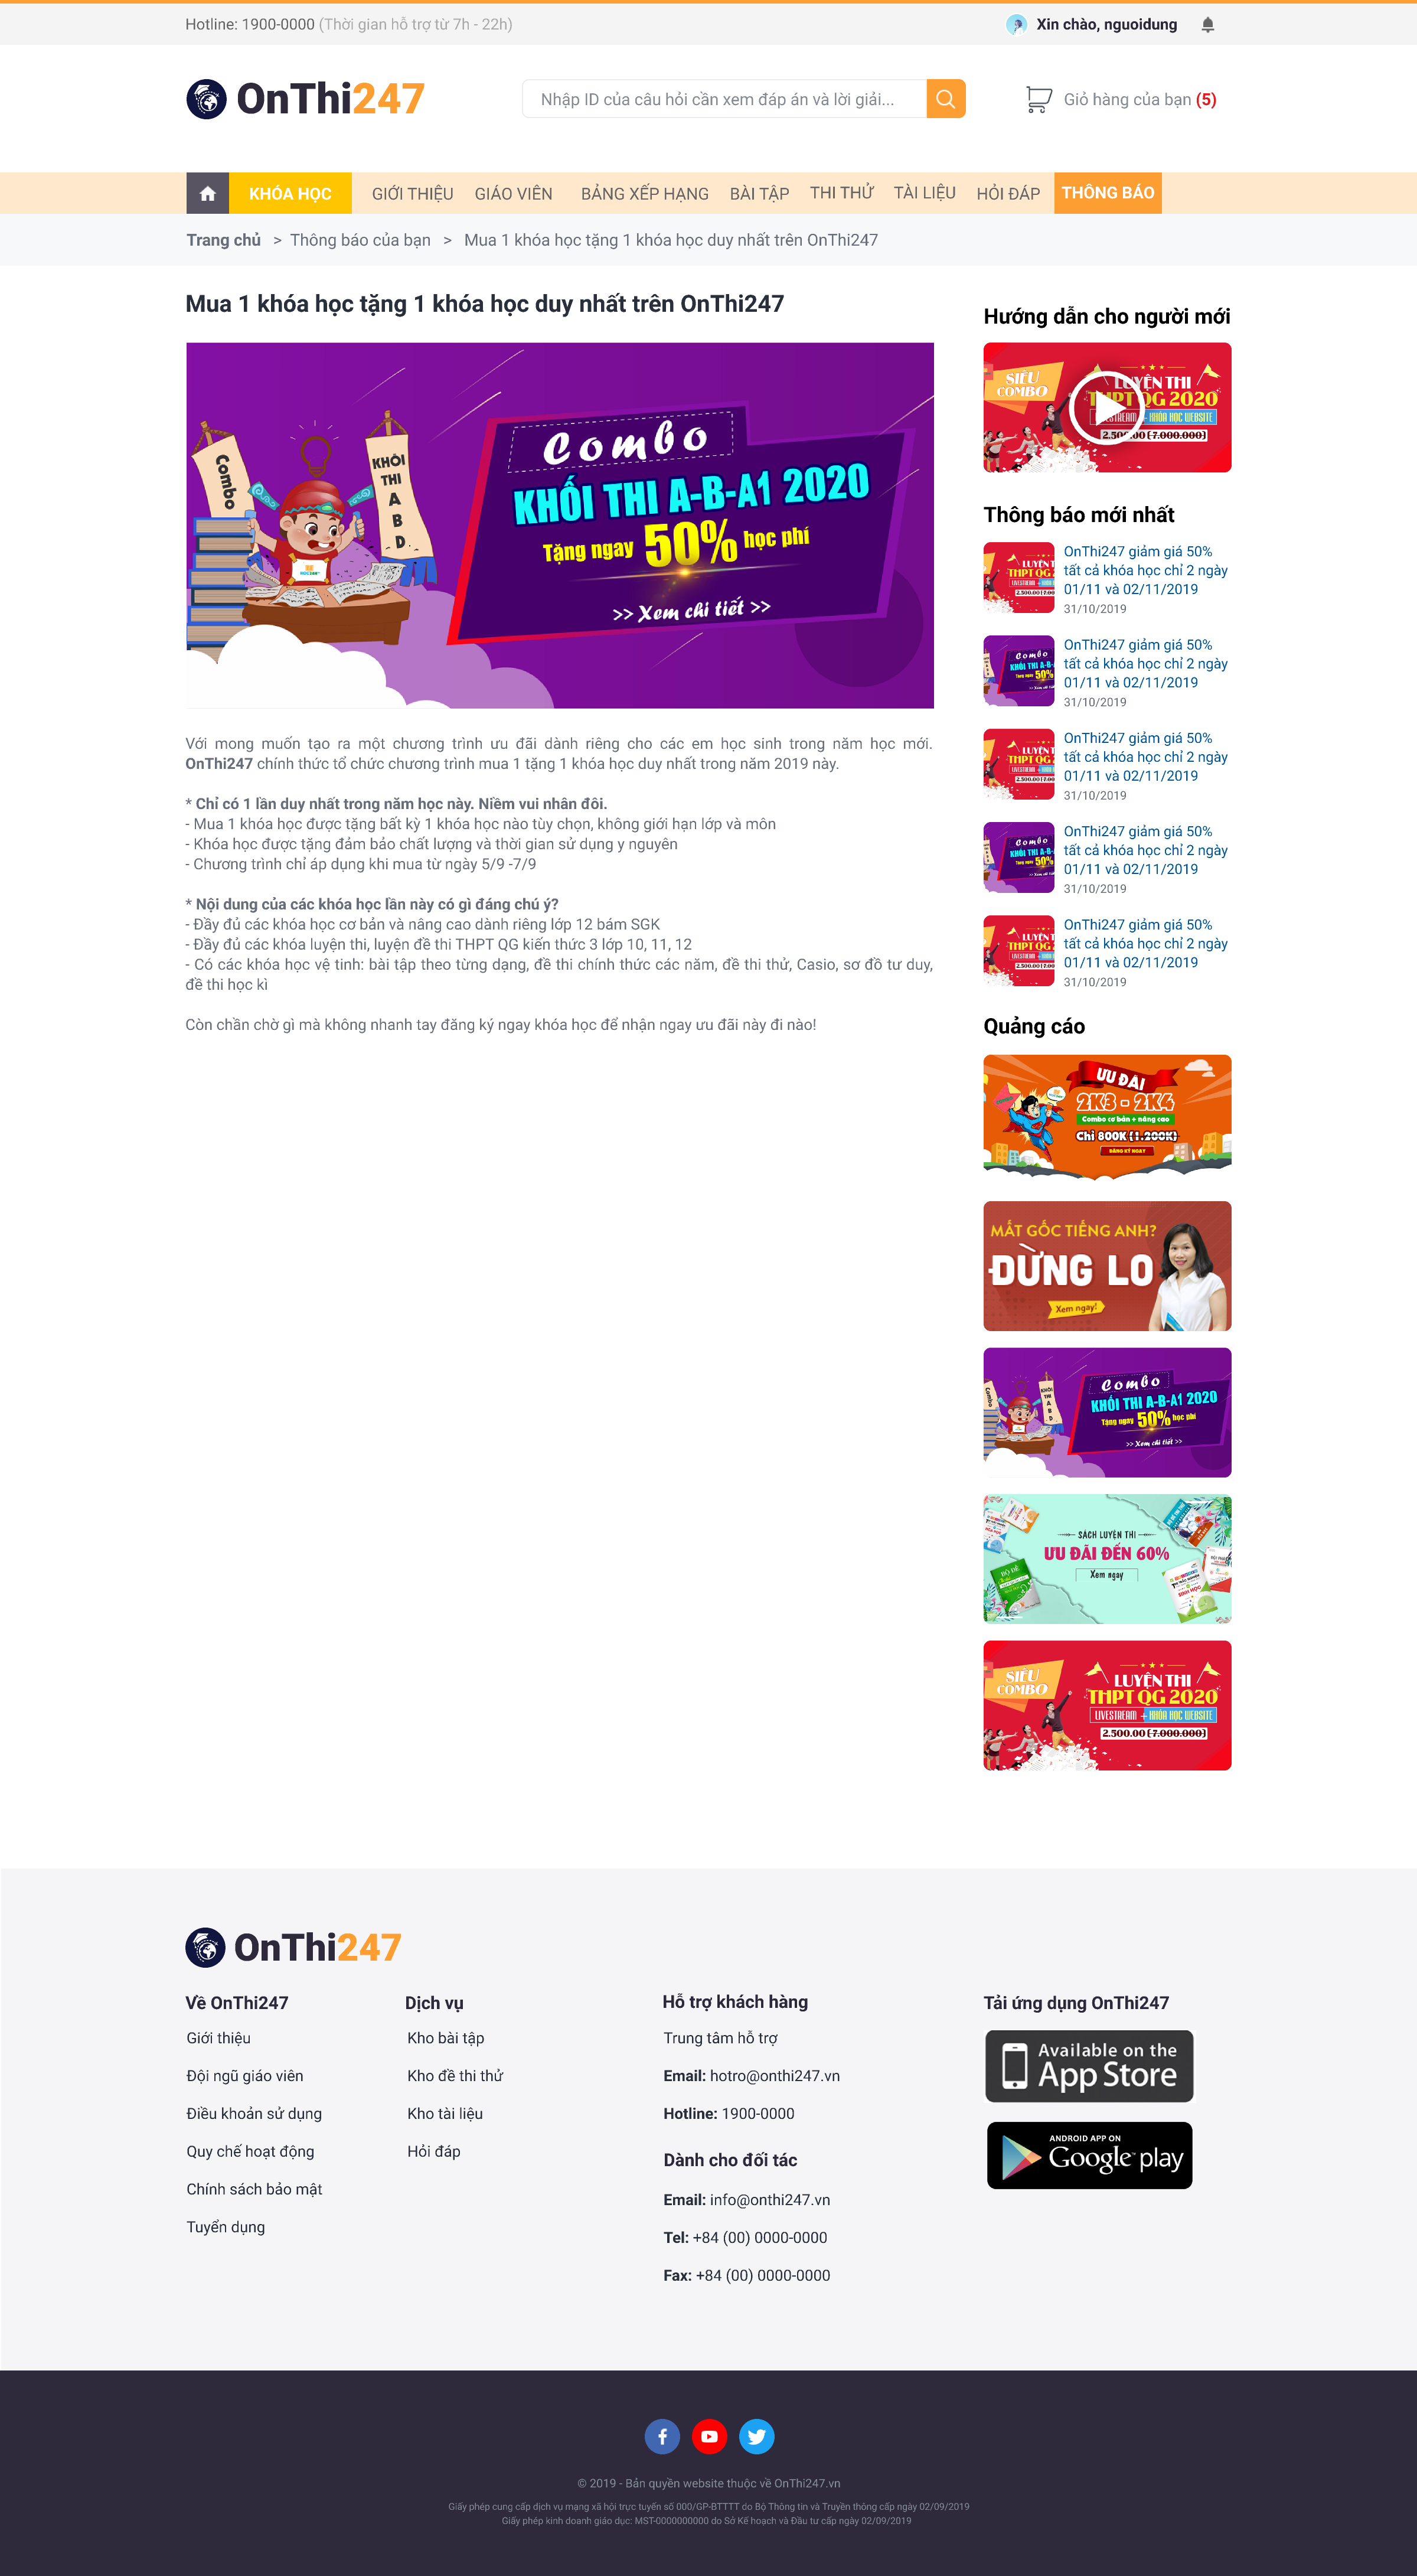 Hotline: 1900-0000 (Thời gian hỗ trợ từ 7h - 22h)
Xin chào, nguoidung
OnThi247
Nhập ID của câu hỏi cần xem đáp án và lời giải...
Giỏ hàng của bạn (5)
KHÓA HỌC
GIỚI THIỆU
GIÁO VIÊN
BẢNG XẾP HẠNG
BÀI TẬP
THI THỬ
TÀI LIỆU
HỎI ĐÁP
THÔNG BÁO
Trang chủ > Thông báo của bạn > Mua 1 khóa học tặng 1 khóa học duy nhất trên OnThi247
Mua 1 khóa học tặng 1 khóa học duy nhất trên OnThi247
Combo
KHỐI
THI
A
B
D
Combo
KHỐI THI A-B-A1 2020
Tặng ngay 50% học phí
>> Xem chi tiết >>
Với mong muốn tạo ra một chương trình ưu đãi dành riêng cho các em học sinh trong năm học mới.
OnThi247 chính thức tổ chức chương trình mua 1 tặng 1 khóa học duy nhất trong năm 2019 này.
* Chỉ có 1 lần duy nhất trong năm học này. Niềm vui nhân đôi.
- Mua 1 khóa học được tặng bất kỳ 1 khóa học nào tùy chọn, không giới hạn lớp và môn
- Khóa học được tặng đảm bảo chất lượng và thời gian sử dụng y nguyên
- Chương trình chỉ áp dụng khi mua từ ngày 5/9 -7/9
* Nội dung của các khóa học lần này có gì đáng chú ý?
- Đầy đủ các khóa học cơ bản và nâng cao dành riêng lớp 12 bám SGK
- Đầy đủ các khóa luyện thi, luyện đề thi THPT QG kiến thức 3 lớp 10, 11, 12
- Có các khóa học vệ tinh: bài tập theo từng dạng, đề thi chính thức các năm, đề thi thử, Casio, sơ đồ tư duy,
đề thi học kì
Còn chần chờ gì mà không nhanh tay đăng ký ngay khóa học để nhận ngay ưu đãi này đi nào!
Hướng dẫn cho người mới
SIÊU
COMBO
LUYỆN THI
THPT QG 2020
LIVESTREAM + KHÓA HỌC WEBSITE
2.500.00 (7.000.000)
Thông báo mới nhất
OnThi247 giảm giá 50%
tất cả khóa học chỉ 2 ngày
01/11 và 02/11/2019
31/10/2019
OnThi247 giảm giá 50%
tất cả khóa học chỉ 2 ngày
01/11 và 02/11/2019
31/10/2019
OnThi247 giảm giá 50%
tất cả khóa học chỉ 2 ngày
01/11 và 02/11/2019
31/10/2019
OnThi247 giảm giá 50%
tất cả khóa học chỉ 2 ngày
01/11 và 02/11/2019
31/10/2019
OnThi247 giảm giá 50%
tất cả khóa học chỉ 2 ngày
01/11 và 02/11/2019
31/10/2019
Quảng cáo
ƯU ĐÃI
2K3 - 2K4
Combo cơ bản + nâng cao
Chỉ 800K (1.200K)
ĐĂNG KÝ NGAY
MẤT GỐC TIẾNG ANH?
ĐỪNG LO
Xem ngay!
Combo
KHỐI
THI
A
B
D
Combo
KHỐI THI A-B-A1 2020
Tặng ngay 50% học phí
>> Xem chi tiết >>
SÁCH LUYỆN THI
ƯU ĐÃI ĐẾN 60%
Xem ngay
BỘ ĐỀ
SIÊU
COMBO
LUYỆN THI
THPT QG 2020
LIVESTREAM + KHÓA HỌC WEBSITE
2.500.00 (7.000.000)
OnThi247
Về OnThi247
Giới thiệu
Đội ngũ giáo viên
Điều khoản sử dụng
Quy chế hoạt động
Chính sách bảo mật
Tuyển dụng
Dịch vụ
Kho bài tập
Kho đề thi thử
Kho tài liệu
Hỏi đáp
Hỗ trợ khách hàng
Trung tâm hỗ trợ
Email: hotro@onthi247.vn
Hotline: 1900-0000
Dành cho đối tác
Email: info@onthi247.vn
Tel: +84 (00) 0000-0000
Fax: +84 (00) 0000-0000
Tải ứng dụng OnThi247
Available on the
App Store
ANDROID APP ON
Google play
© 2019 - Bản quyền website thuộc về OnThi247.vn
Giấy phép cung cấp dịch vụ mạng xã hội trực tuyến số 000/GP-BTTTT do Bộ Thông tin và Truyền thông cấp ngày 02/09/2019
Giấy phép kinh doanh giáo dục: MST-0000000000 do Sở Kế hoạch và Đầu tư cấp ngày 02/09/2019